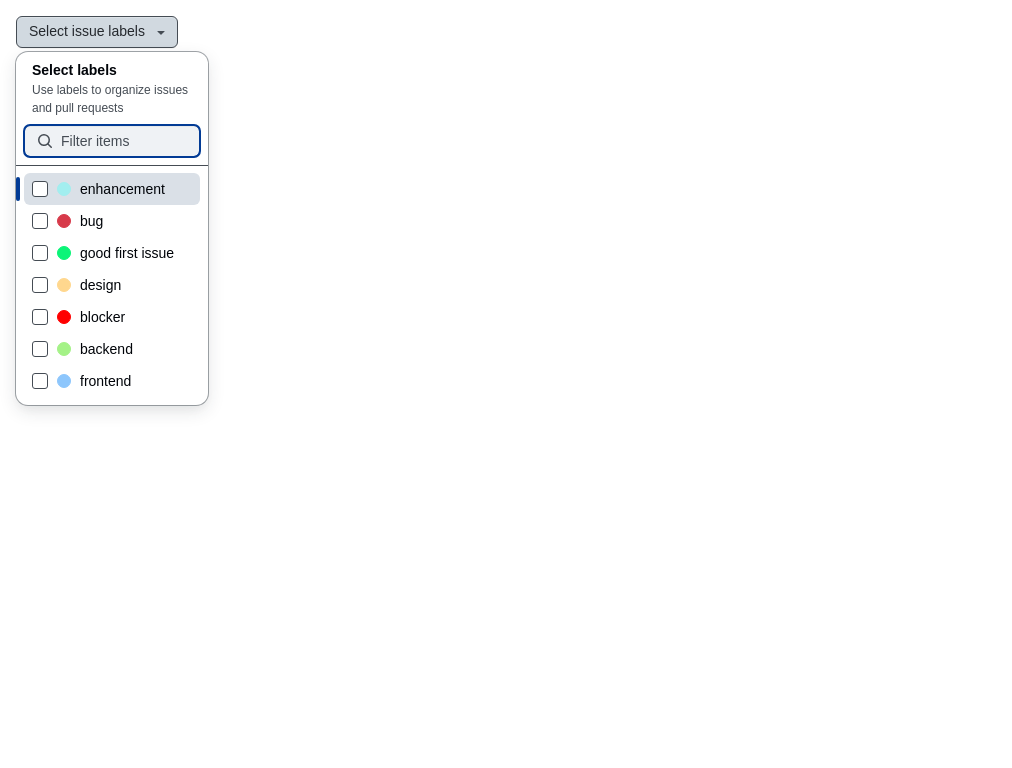 Select issue labels
Select labels
Use labels to organize issues
and pull requests
Filter items
enhancement
bug
good first issue
design
blocker
backend
frontend